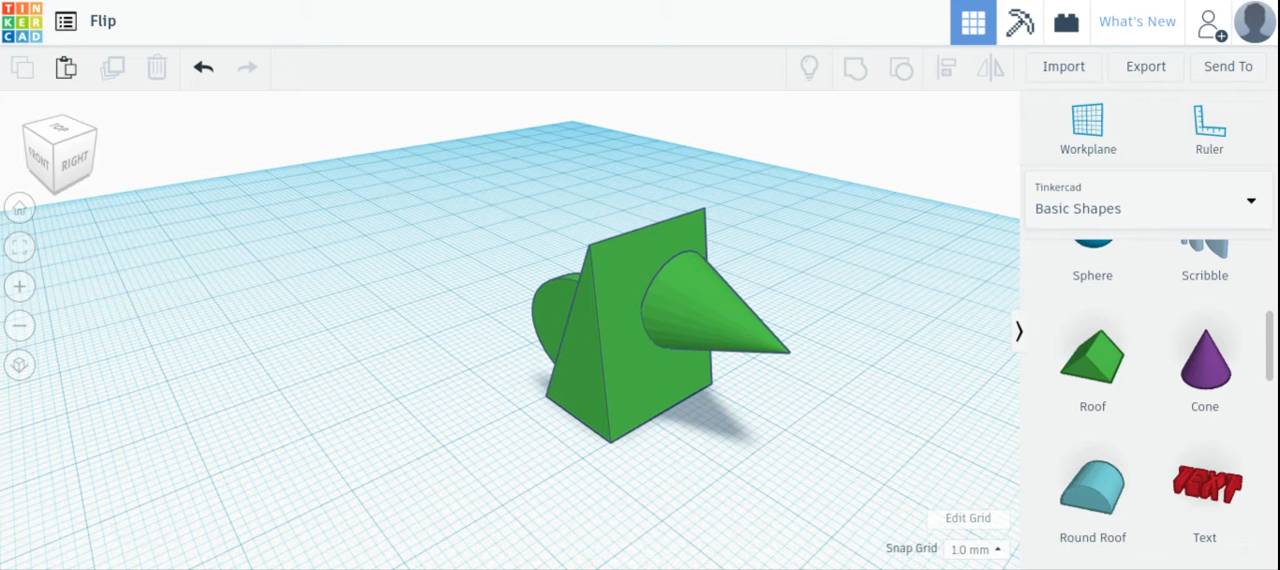 TIN
KER
CAD
Flip
What's New
Import
Export
Send To
TOP
FRONT
RIGHT
Workplane
Ruler
Tinkercad
Basic Shapes
Sphere
Scribble
Roof
Cone
TEXT
Round Roof
Text
Edit Grid
Snap Grid
1.0 mm